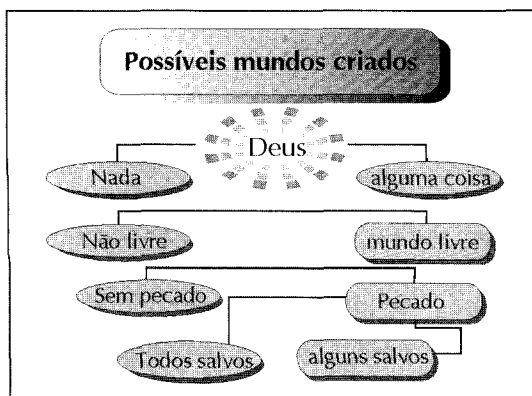 Possíveis mundos criados
Deus
Nada
alguma coisa
Não livre
mundo livre
Sem pecado
Pecado
Todos salvos
alguns salvos